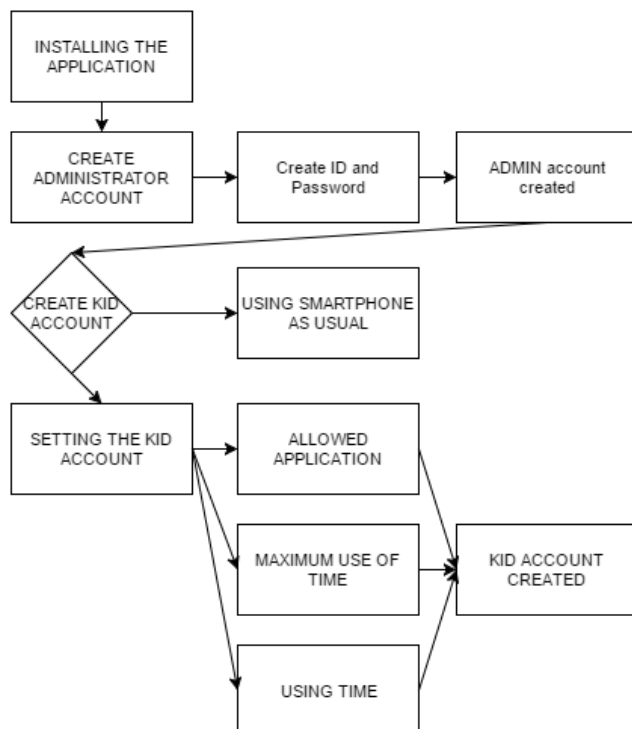 INSTALLING THE
APPLICATION
CREATE
ADMINISTRATOR
ACCOUNT
Create ID and
Password
ADMIN account
created
CREATE KID
ACCOUNT
USING SMARTPHONE
AS USUAL
SETTING THE KID
ACCOUNT
ALLOWED
APPLICATION
MAXIMUM USE OF
TIME
KID ACCOUNT
CREATED
USING TIME